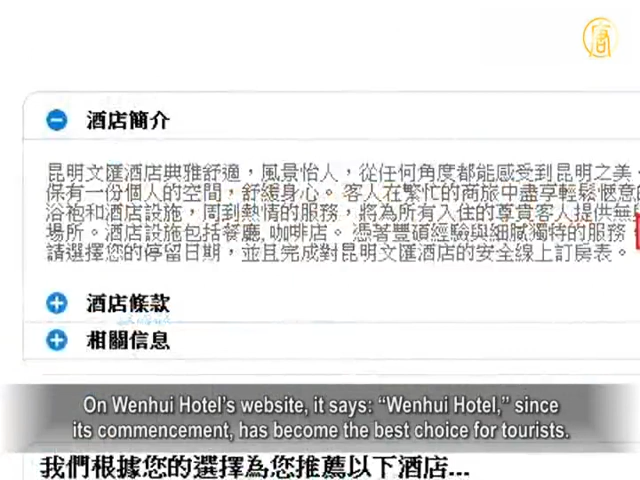 酒店簡介
昆明文匯酒店典雅舒適，風景怡人，從任何角度都能感受到昆明之美，
保有一份個人的空間，舒緩身心。 客人在繁忙的商旅中盡享輕鬆愜意的
浴袍和酒店設施，周到熱情的服務，將為所有入住的尊貴客人提供無
場所。酒店設施包括餐廳, 咖啡店。 憑著豐碩經驗與細膩獨特的服務，
請選擇您的停留日期，並且完成對昆明文匯酒店的安全線上訂房表。
酒店條款
相關信息
On Wenhui Hotel's website, it says: “Wenhui Hotel,” since
its commencement, has become the best choice for tourists.
我們根據您的選擇為您推薦以下酒店...